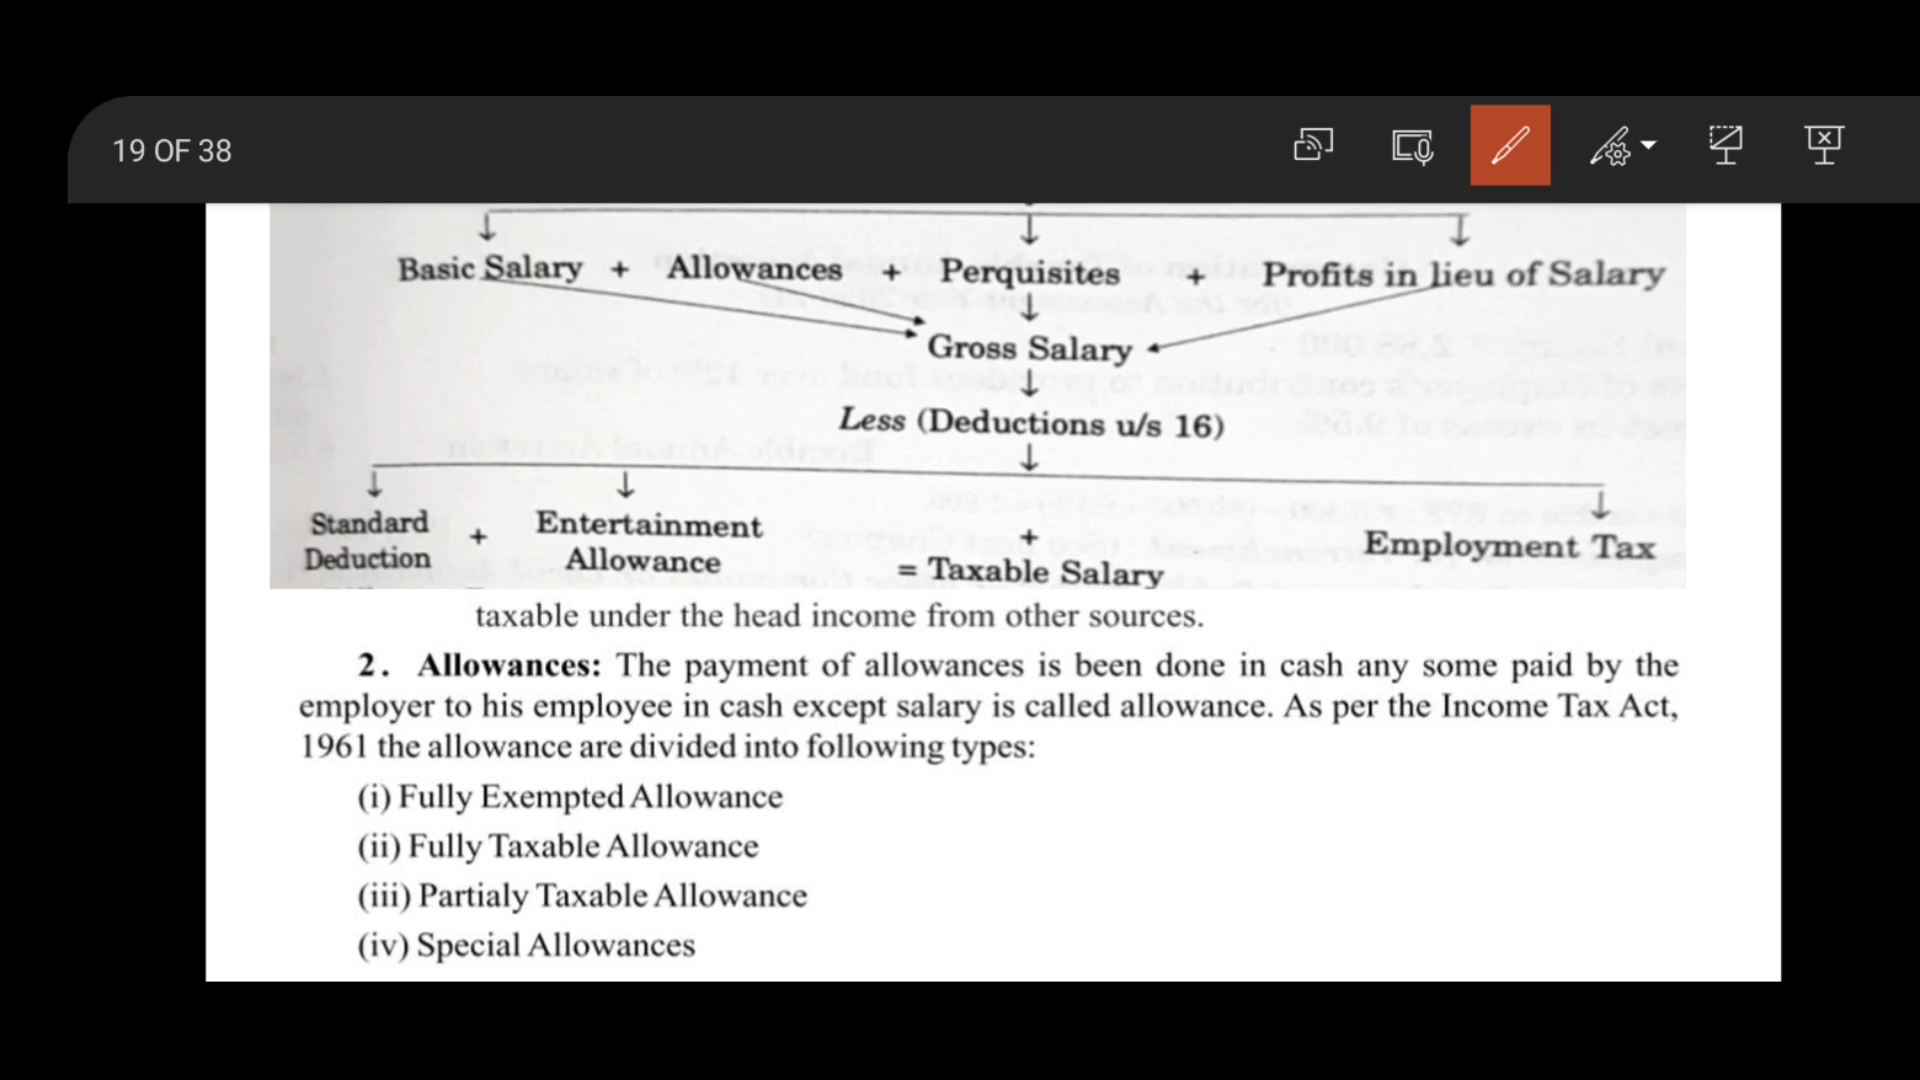 19 OF 38
Basic Salary + Allowances + Perquisites + Profits in lieu of Salary
Gross Salary
Less (Deductions u/s 16)
Standard Deduction + Entertainment Allowance + Employment Tax
= Taxable Salary
taxable under the head income from other sources.
2. Allowances: The payment of allowances is been done in cash any some paid by the
employer to his employee in cash except salary is called allowance. As per the Income Tax Act,
1961 the allowance are divided into following types:
(i) Fully Exempted Allowance
(ii) Fully Taxable Allowance
(iii) Partialy Taxable Allowance
(iv) Special Allowances